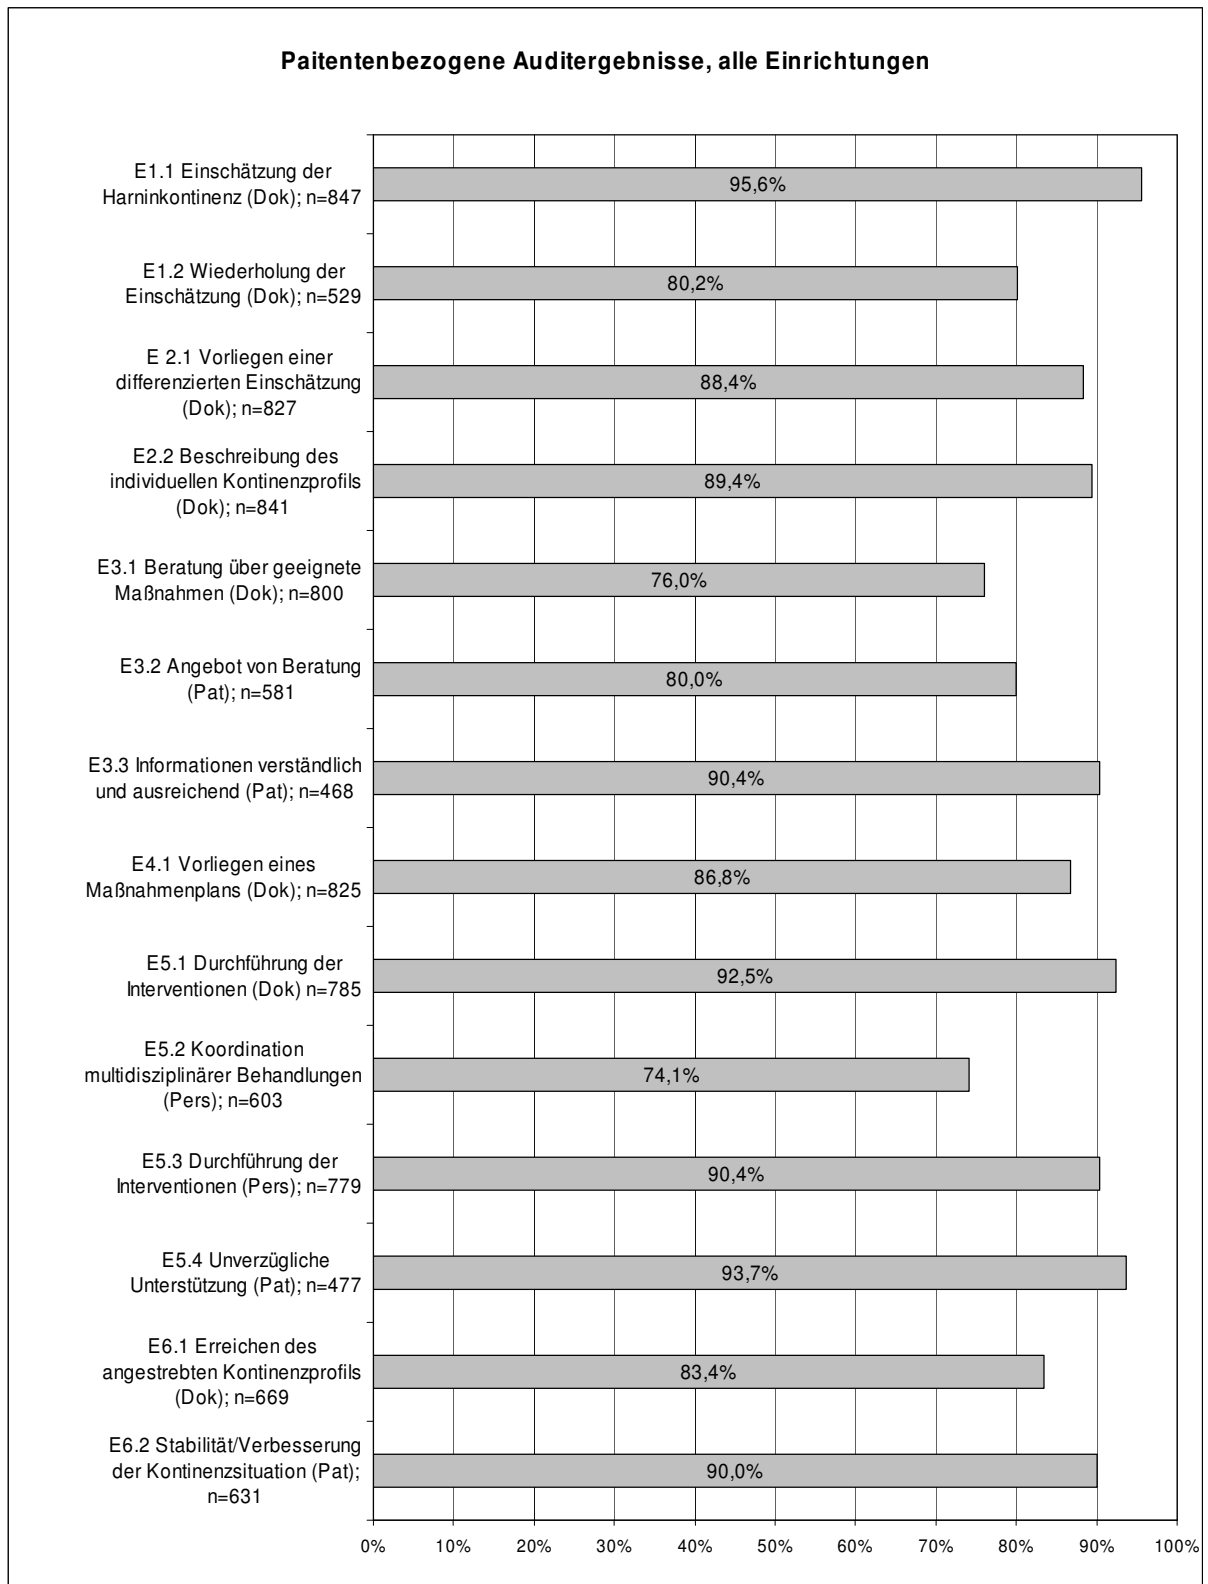 Paitentenbezogene Auditergebnisse, alle Einrichtungen
E1.1 Einschätzung der
Harninkontinenz (Dok); n=847
95,6%
E1.2 Wiederholung der
Einschätzung (Dok); n=529
80,2%
E 2.1 Vorliegen einer
differenzierten Einschätzung
(Dok); n=827
88,4%
E2.2 Beschreibung des
individuellen Kontinenzprofils
(Dok); n=841
89,4%
E3.1 Beratung über geeignete
Maßnahmen (Dok); n=800
76,0%
E3.2 Angebot von Beratung
(Pat); n=581
80,0%
E3.3 Informationen verständlich
und ausreichend (Pat); n=468
90,4%
E4.1 Vorliegen eines
Maßnahmenplans (Dok); n=825
86,8%
E5.1 Durchführung der
Interventionen (Dok) n=785
92,5%
E5.2 Koordination
multidisziplinärer Behandlungen
(Pers); n=603
74,1%
E5.3 Durchführung der
Interventionen (Pers); n=779
90,4%
E5.4 Unverzügliche
Unterstützung (Pat); n=477
93,7%
E6.1 Erreichen des
angestrebten Kontinenzprofils
(Dok); n=669
83,4%
E6.2 Stabilität/Verbesserung
der Kontinenzsituation (Pat);
n=631
90,0%
0% 10% 20% 30% 40% 50% 60% 70% 80% 90% 100%